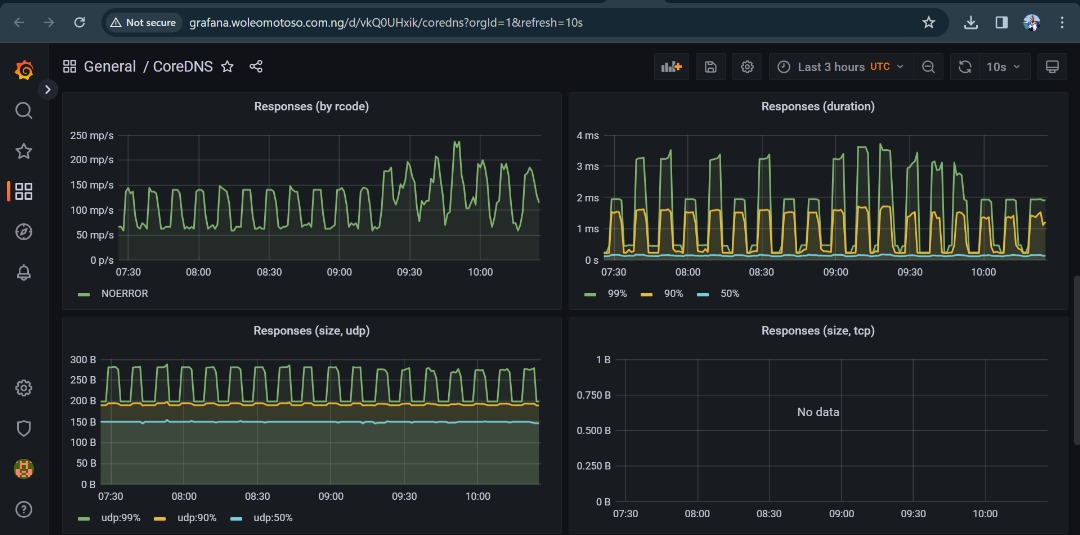 Not secure grafana.woleomotoso.com.ng/d/vkQ0UHxik/coredns?orgId=1&refresh=10s
General / CoreDNS
Last 3 hours UTC
10s
Responses (by rcode)
250 mp/s
200 mp/s
150 mp/s
100 mp/s
50 mp/s
0 p/s
07:30 08:00 08:30 09:00 09:30 10:00
NOERROR
Responses (duration)
4 ms
3 ms
2 ms
1 ms
0 s
07:30 08:00 08:30 09:00 09:30 10:00
99% 90% 50%
Responses (size, udp)
300 B
250 B
200 B
150 B
100 B
50 B
0 B
07:30 08:00 08:30 09:00 09:30 10:00
udp:99% udp:90% udp:50%
Responses (size, tcp)
1 B
0.750 B
0.500 B
0.250 B
0 B
No data
07:30 08:00 08:30 09:00 09:30 10:00